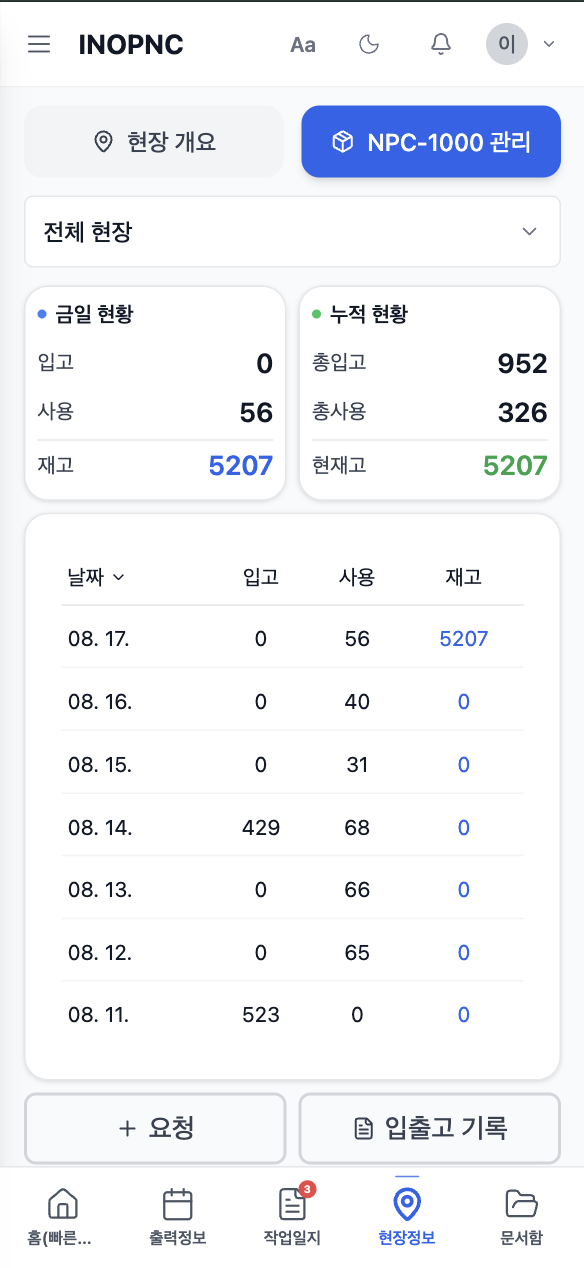 INOPNC Aa 이
현장 개요 NPC-1000 관리
전체 현장
금일 현황
입고 0
사용 56
재고 5207
누적 현황
총입고 952
총사용 326
현재고 5207
날짜 입고 사용 재고
08. 17. 0 56 5207
08. 16. 0 40 0
08. 15. 0 31 0
08. 14. 429 68 0
08. 13. 0 66 0
08. 12. 0 65 0
08. 11. 523 0 0
+ 요청 입출고 기록
3
홈(빠른... 출력정보 작업일지 현장정보 문서함